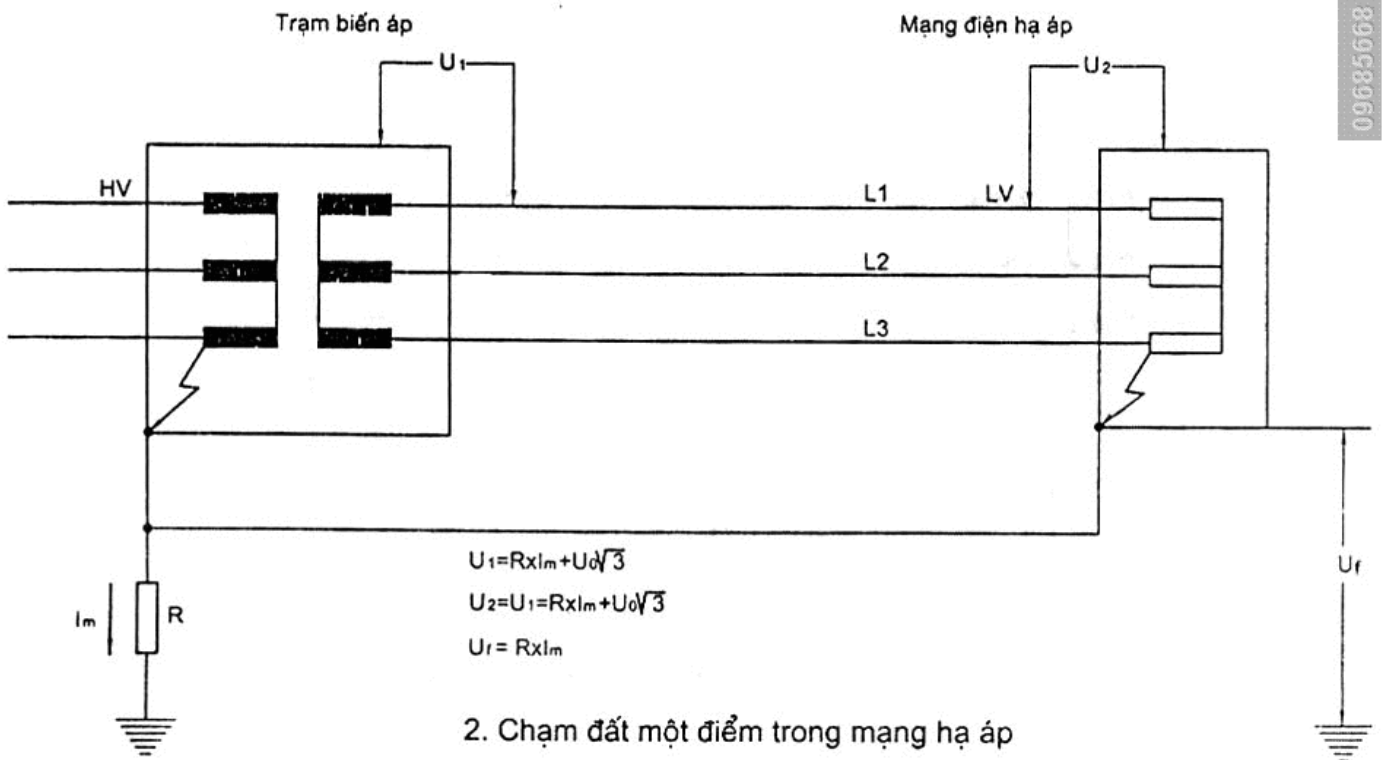 Trạm biến áp
Mạng điện hạ áp
U1
U2
HV
L1
LV
L2
L3
U1=RxIm+U0√3
U2=U1=RxIm+U0√3
Uf = RxIm
Im
R
Uf
2. Chạm đất một điểm trong mạng hạ áp
09685668